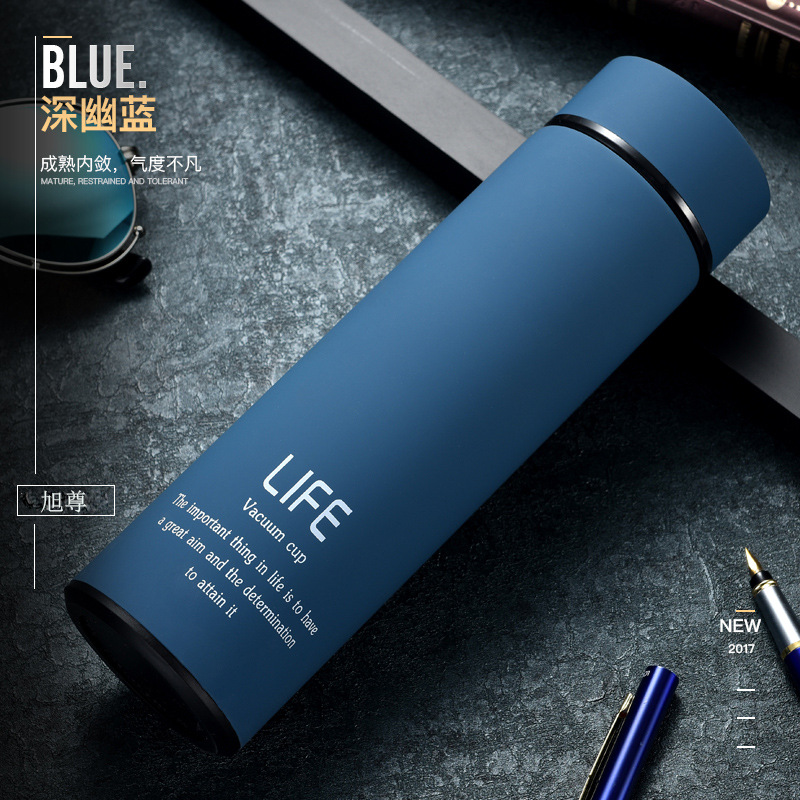 BLUE.
深幽蓝
成熟内敛，气度不凡
MATURE, RESTRAINED AND TOLERANT
旭尊
LIFE
Vacuum cup
The important thing in life is to have
a great aim and the determination
to attain it
NEW
2017